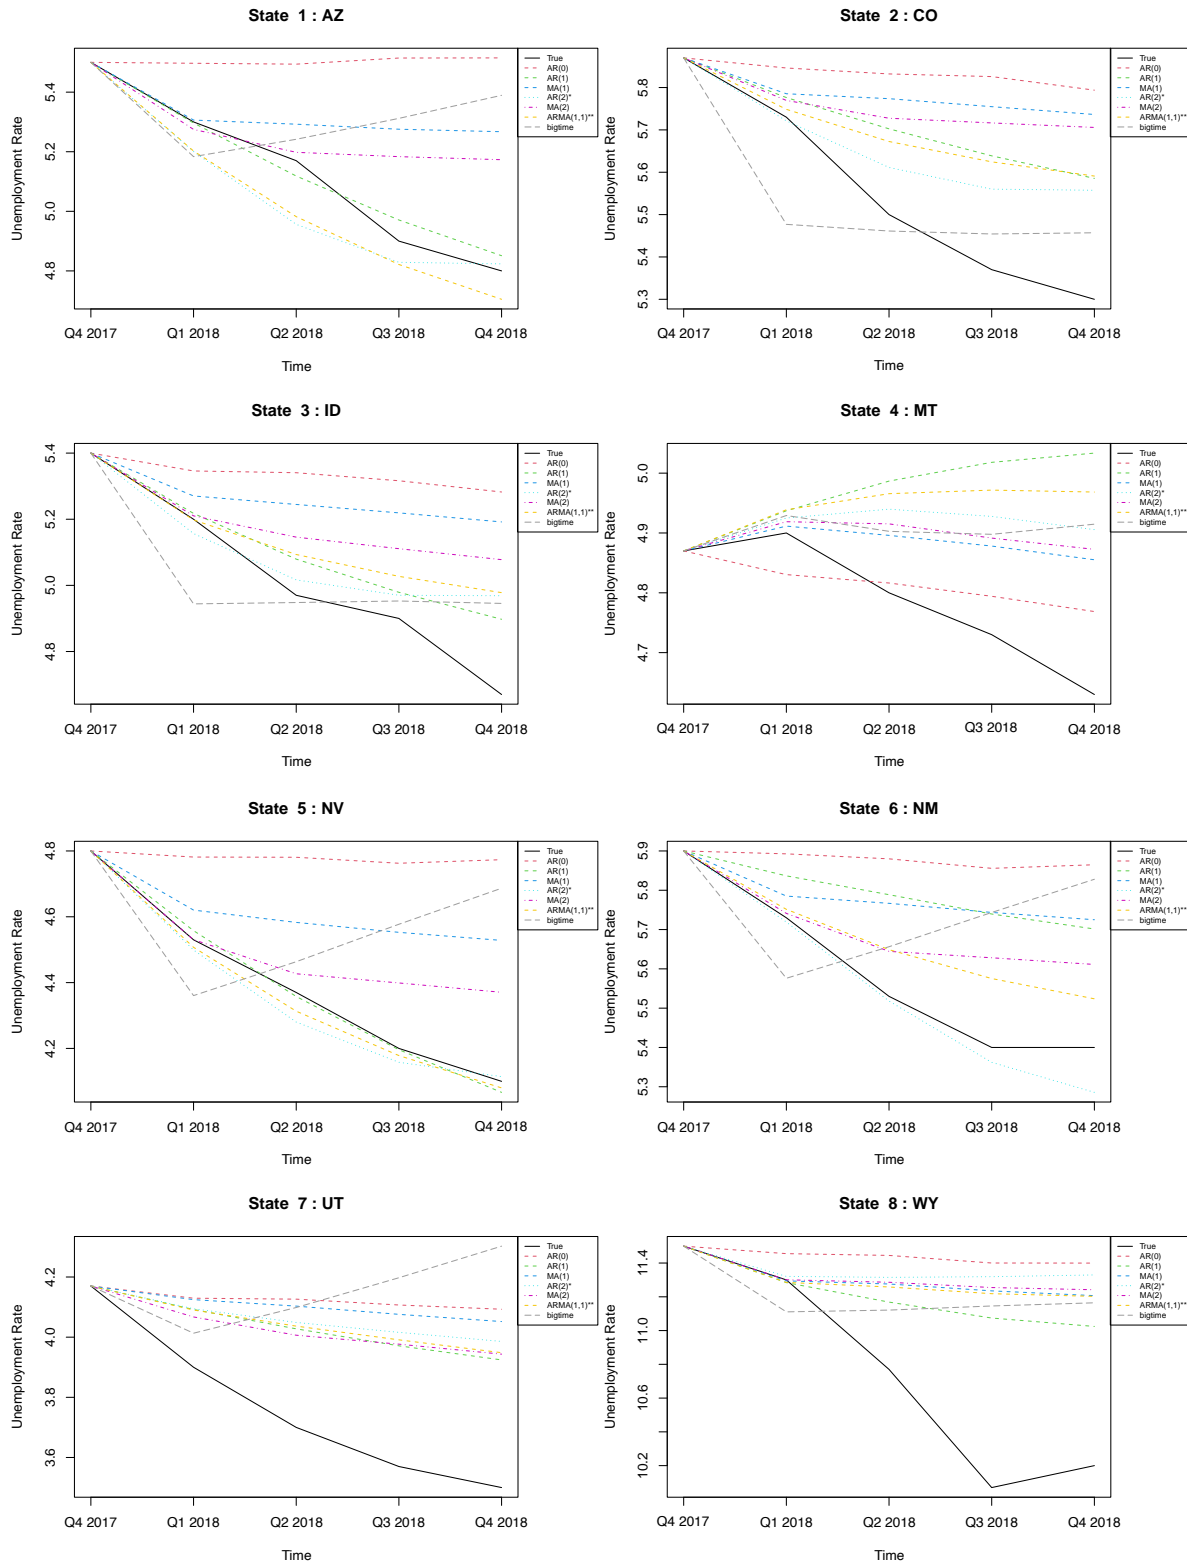 State 1 : AZ
Unemployment Rate
5.4
5.2
5.0
4.8
Q4 2017 Q1 2018 Q2 2018 Q3 2018 Q4 2018
Time
True
AR(0)
AR(1)
MA(1)
AR(2)*
MA(2)
ARMA(1,1)**
bigtime
State 2 : CO
Unemployment Rate
5.8
5.7
5.6
5.5
5.4
5.3
Q4 2017 Q1 2018 Q2 2018 Q3 2018 Q4 2018
Time
True
AR(0)
AR(1)
MA(1)
AR(2)*
MA(2)
ARMA(1,1)**
bigtime
State 3 : ID
Unemployment Rate
5.4
5.2
5.0
4.8
Q4 2017 Q1 2018 Q2 2018 Q3 2018 Q4 2018
Time
True
AR(0)
AR(1)
MA(1)
AR(2)*
MA(2)
ARMA(1,1)**
bigtime
State 4 : MT
Unemployment Rate
5.0
4.9
4.8
4.7
Q4 2017 Q1 2018 Q2 2018 Q3 2018 Q4 2018
Time
True
AR(0)
AR(1)
MA(1)
AR(2)*
MA(2)
ARMA(1,1)**
bigtime
State 5 : NV
Unemployment Rate
4.8
4.6
4.4
4.2
Q4 2017 Q1 2018 Q2 2018 Q3 2018 Q4 2018
Time
True
AR(0)
AR(1)
MA(1)
AR(2)*
MA(2)
ARMA(1,1)**
bigtime
State 6 : NM
Unemployment Rate
5.9
5.8
5.7
5.6
5.5
5.4
5.3
Q4 2017 Q1 2018 Q2 2018 Q3 2018 Q4 2018
Time
True
AR(0)
AR(1)
MA(1)
AR(2)*
MA(2)
ARMA(1,1)**
bigtime
State 7 : UT
Unemployment Rate
4.2
4.0
3.8
3.6
Q4 2017 Q1 2018 Q2 2018 Q3 2018 Q4 2018
Time
True
AR(0)
AR(1)
MA(1)
AR(2)*
MA(2)
ARMA(1,1)**
bigtime
State 8 : WY
Unemployment Rate
11.4
11.0
10.6
10.2
Q4 2017 Q1 2018 Q2 2018 Q3 2018 Q4 2018
Time
True
AR(0)
AR(1)
MA(1)
AR(2)*
MA(2)
ARMA(1,1)**
bigtime